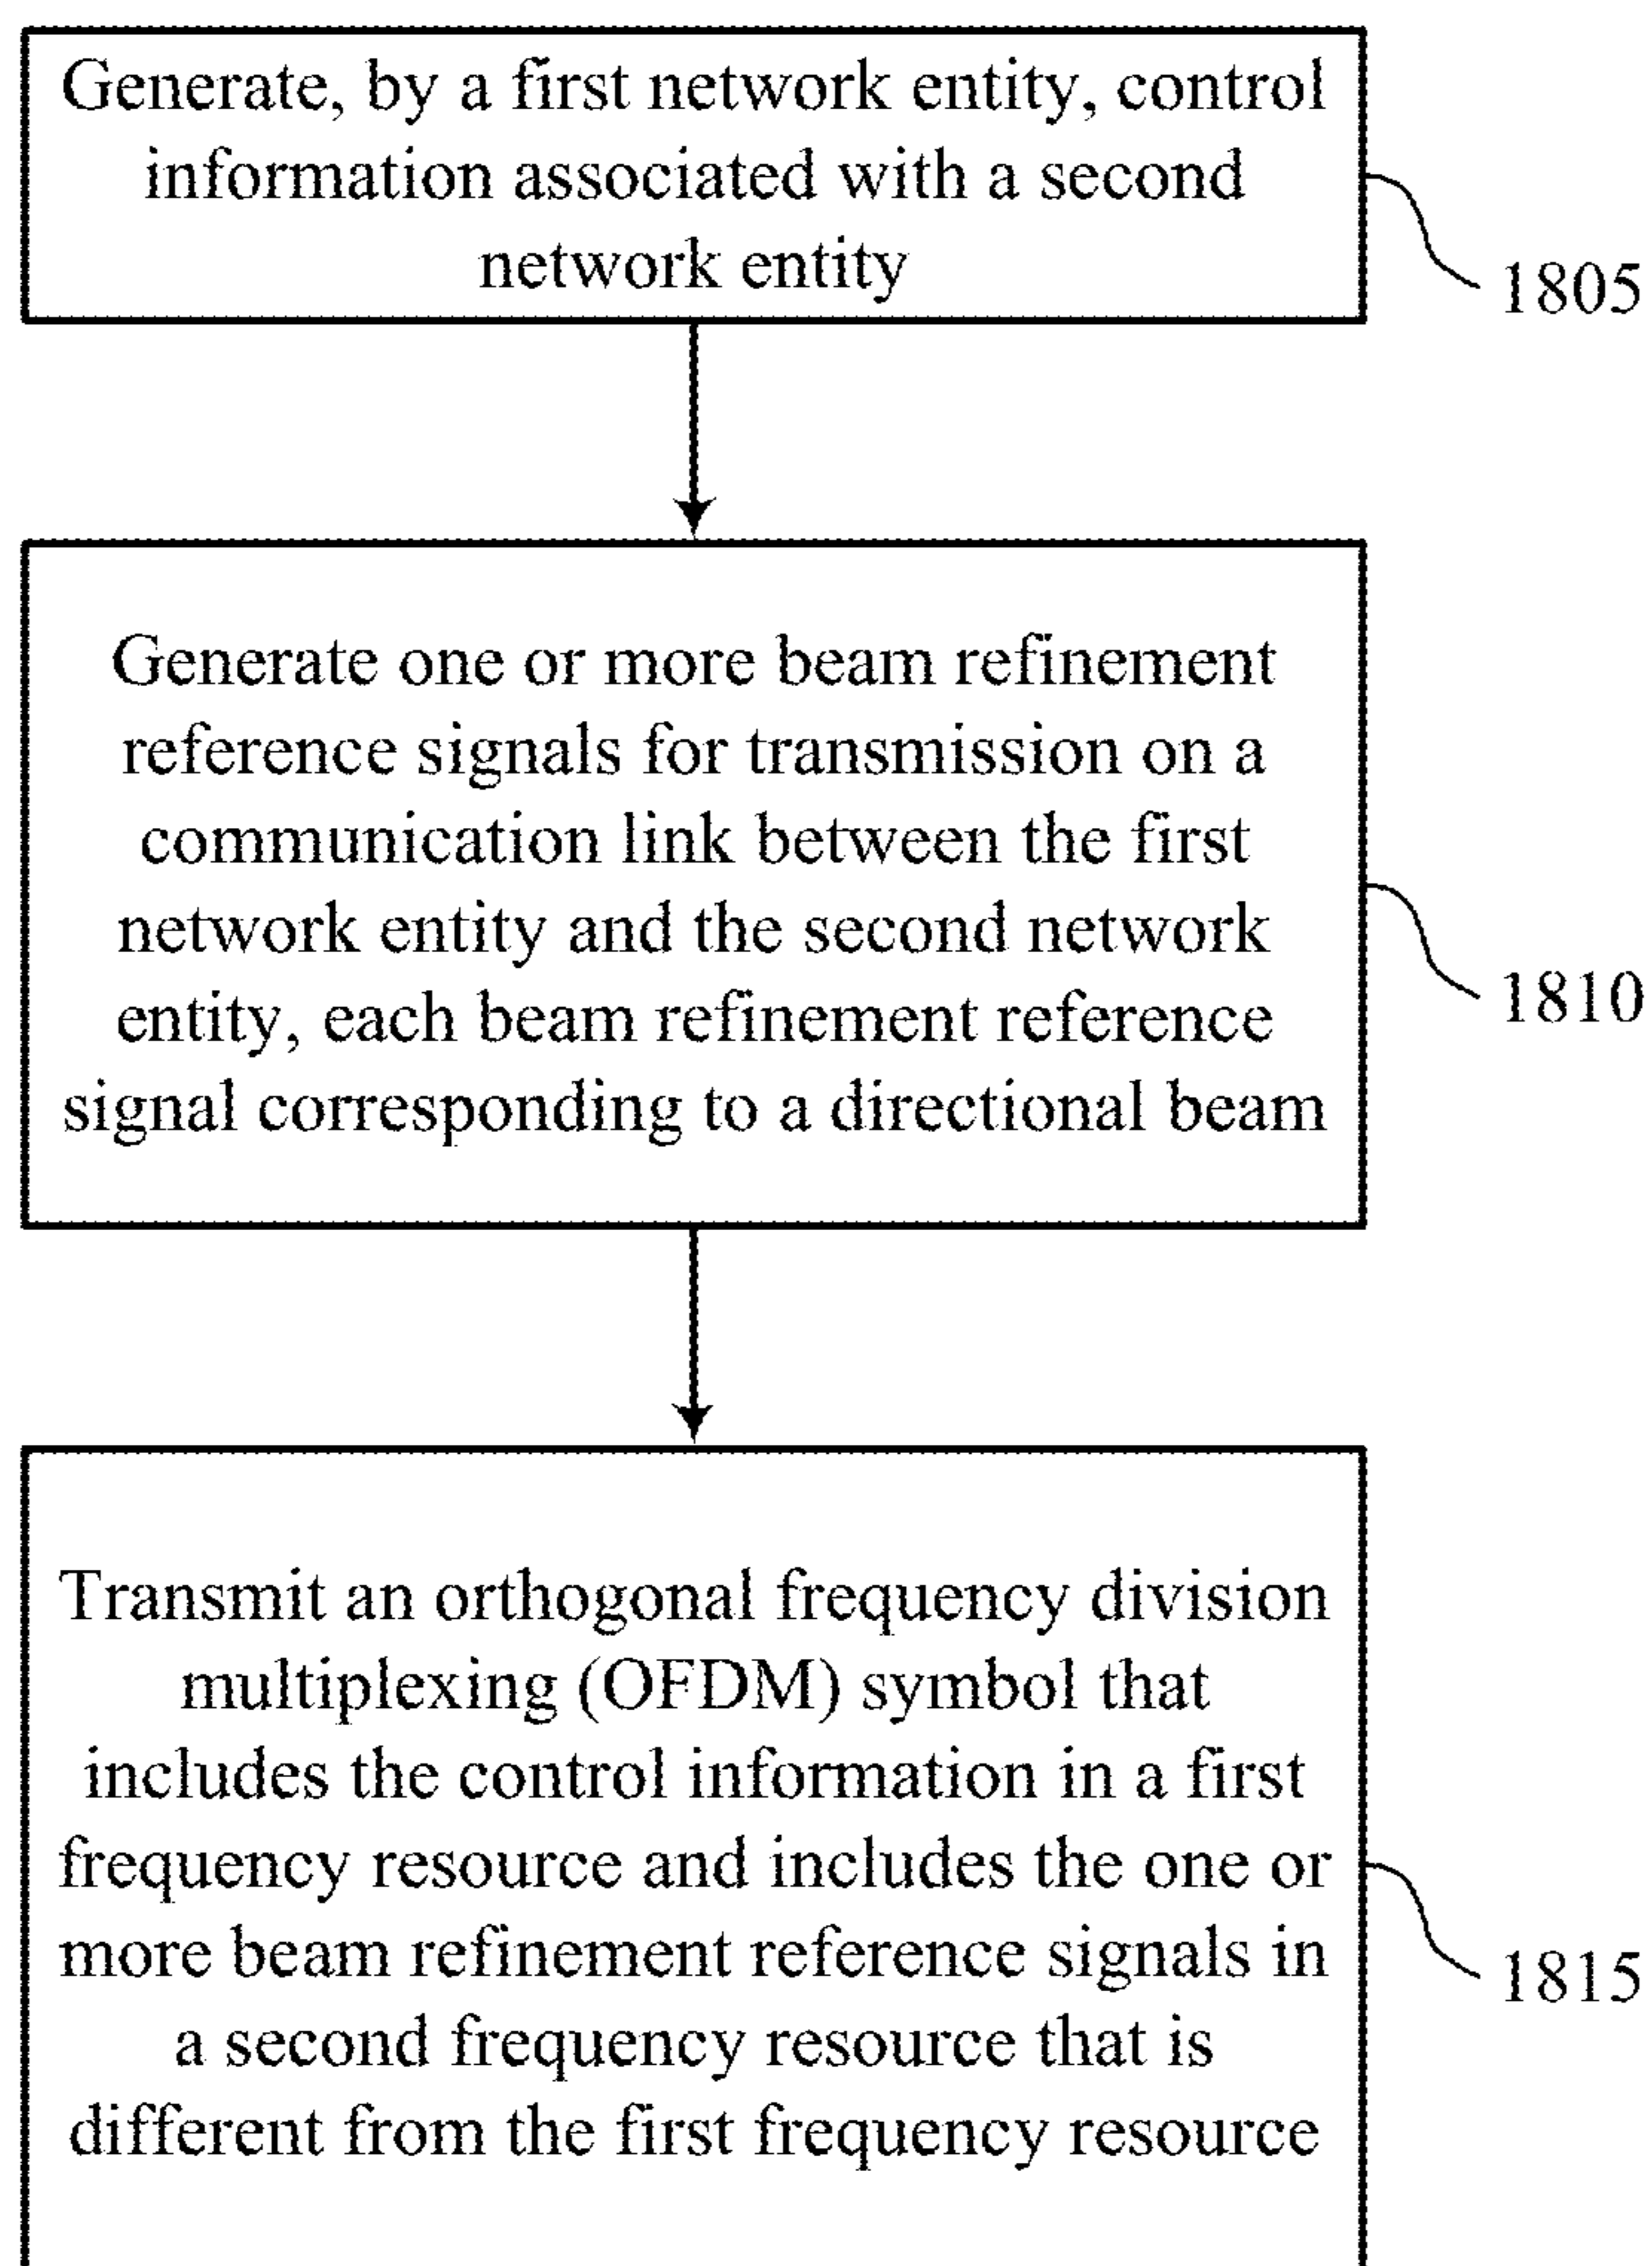 Generate, by a first network entity, control
information associated with a second
network entity
1805
Generate one or more beam refinement
reference signals for transmission on a
communication link between the first
network entity and the second network
entity, each beam refinement reference
signal corresponding to a directional beam
1810
Transmit an orthogonal frequency division
multiplexing (OFDM) symbol that
includes the control information in a first
frequency resource and includes the one or
more beam refinement reference signals in
a second frequency resource that is
different from the first frequency resource
1815